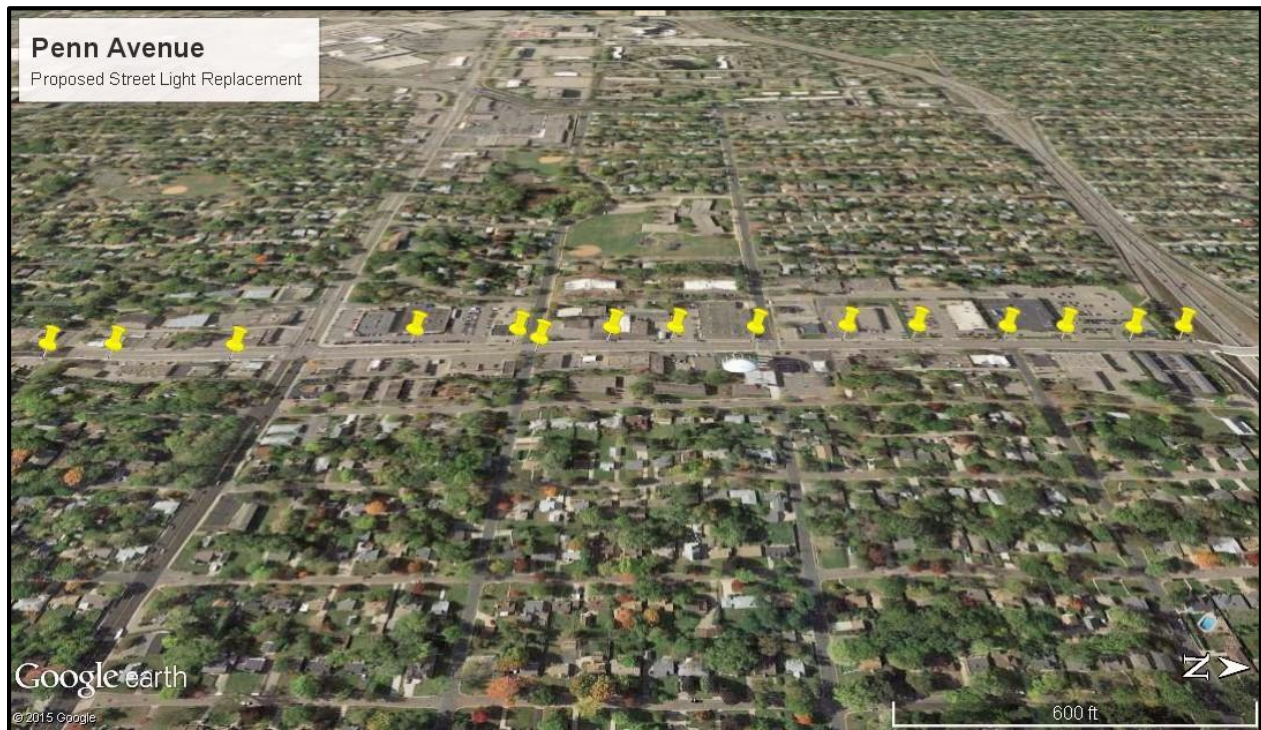 Penn Avenue
Proposed Street Light Replacement
Google earth
© 2015 Google
N
600 ft